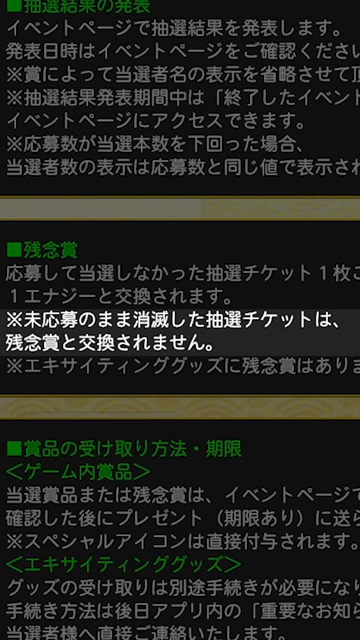 ■抽選結果の発表
イベントページで抽選結果を発表します。
発表日時はイベントページをご確認ください
※賞によって当選者名の表示を省略させて頂
※抽選結果発表期間中は「終了したイベント
イベントページにアクセスできます。
※応募数が当選本数を下回った場合、
当選者数の表示は応募数と同じ値で表示され
■残念賞
応募して当選しなかった抽選チケット１枚ご
１エナジーと交換されます。
※未応募のまま消滅した抽選チケットは、
残念賞と交換されません。
※エキサイティンググッズに残念賞はありま
■賞品の受け取り方法・期限
＜ゲーム内賞品＞
当選賞品または残念賞は、イベントページで
確認した後にプレゼント（期限あり）に送ら
※スペシャルアイコンは直接付与されます。
＜エキサイティンググッズ＞
グッズの受け取りは別途手続きが必要になり
手続き方法は後日アプリ内の「重要なお知ら
当選者様へ直接ご連絡いたします。